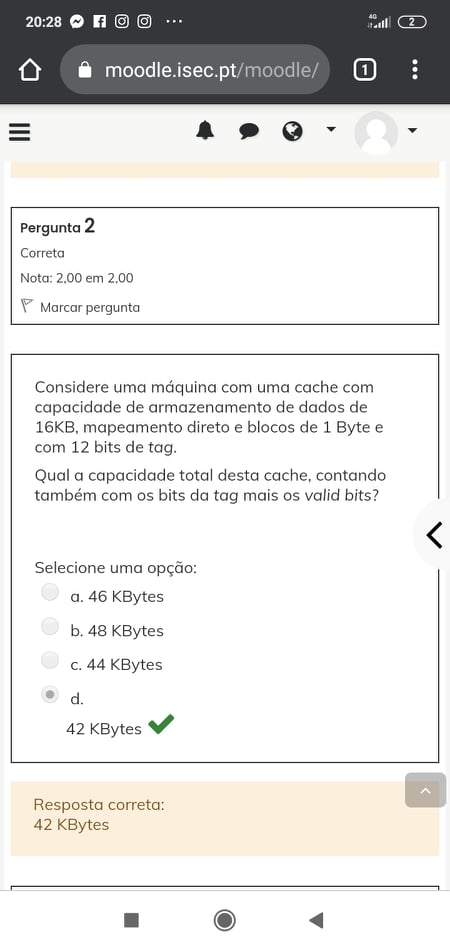 20:28
4G
2
moodle.isec.pt/moodle/
1
Pergunta 2
Correta
Nota: 2,00 em 2,00
Marcar pergunta
Considere uma máquina com uma cache com
capacidade de armazenamento de dados de
16KB, mapeamento direto e blocos de 1 Byte e
com 12 bits de tag.
Qual a capacidade total desta cache, contando
também com os bits da tag mais os valid bits?
Selecione uma opção:
a. 46 KBytes
b. 48 KBytes
c. 44 KBytes
d.
42 KBytes
Resposta correta:
42 KBytes